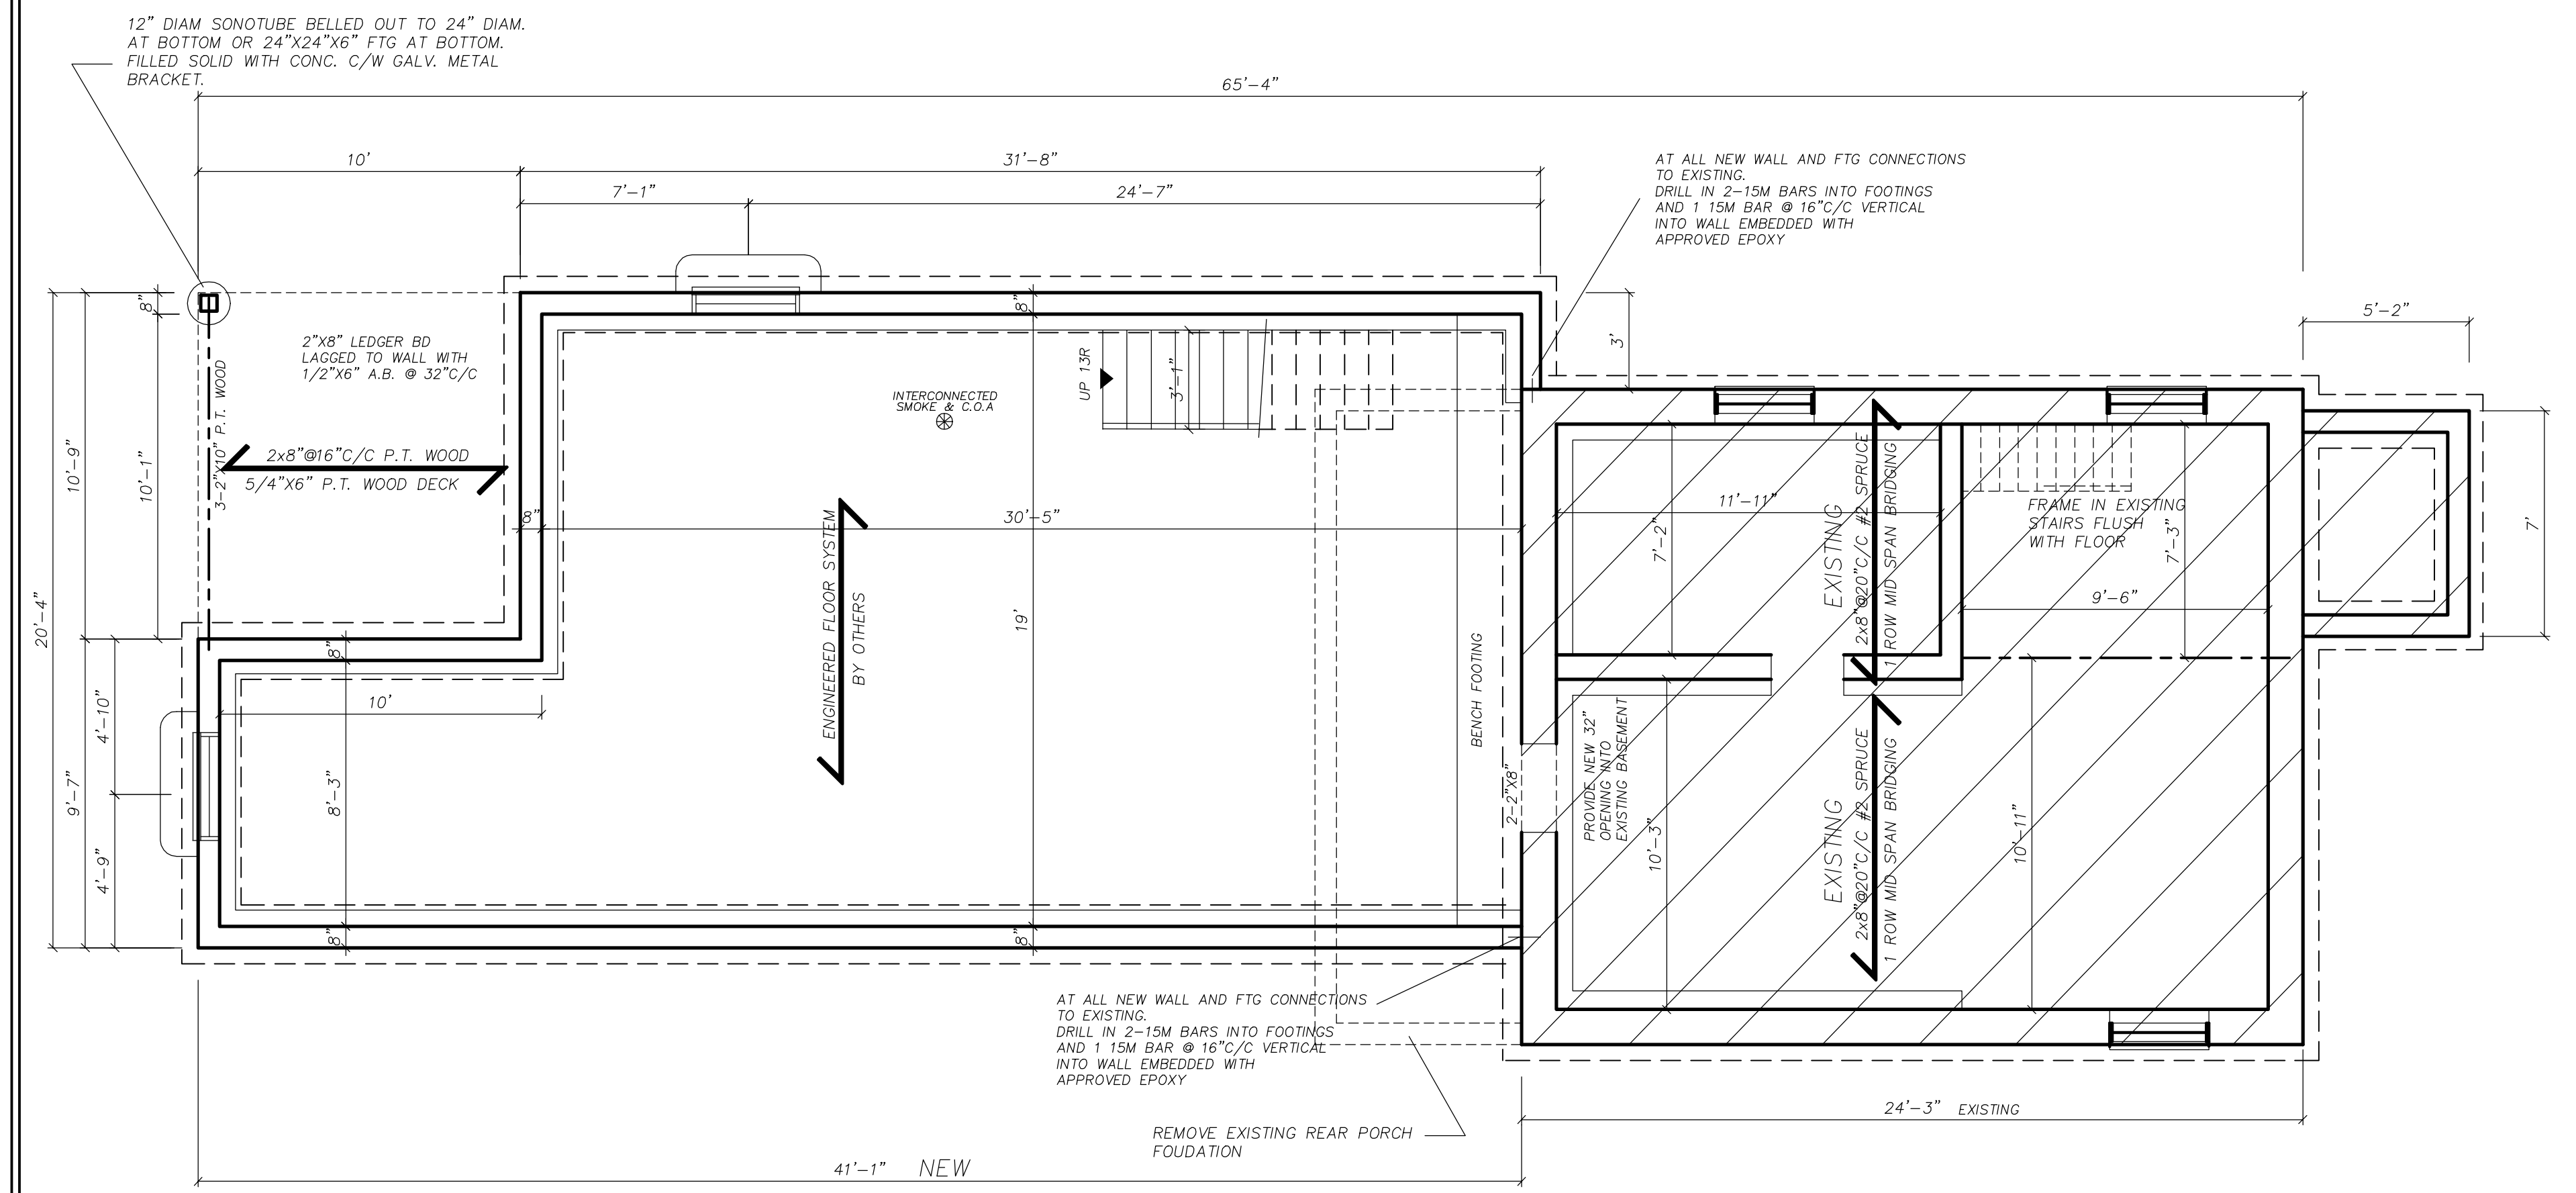 12” DIAM SONOTUBE BELLED OUT TO 24” DIAM.
AT BOTTOM OR 24”X24”X6” FTG AT BOTTOM.
FILLED SOLID WITH CONC. C/W GALV. METAL
BRACKET.
65’–4”
10’
31’–8”
7’–1”
24’–7”
AT ALL NEW WALL AND FTG CONNECTIONS
TO EXISTING.
DRILL IN 2–15M BARS INTO FOOTINGS
AND 1 15M BAR @ 16”C/C VERTICAL
INTO WALL EMBEDDED WITH
APPROVED EPOXY
8”
8”
3’
5’–2”
2”X8” LEDGER BD
LAGGED TO WALL WITH
1/2”X6” A.B. @ 32”C/C
3–2”X10” P.T. WOOD
INTERCONNECTED
SMOKE & C.O.A
UP 13R
3’–1”
10’–9”
10’–1”
2x8”@16”C/C P.T. WOOD
5/4”X6” P.T. WOOD DECK
8”
30’–5”
11’–11”
7’–2”
EXISTING
2x8”@20”C/C #2 SPRUCE
1 ROW MID SPAN BRIDGING
FRAME IN EXISTING
STAIRS FLUSH
WITH FLOOR
7’–3”
7’
9’–6”
20’–4”
ENGINEERED FLOOR SYSTEM
BY OTHERS
19’
8”
10’
BENCH FOOTING
4’–10”
9’–7”
4’–9”
8’–3”
2–2”X8”
PROVIDE NEW 32”
OPENING INTO
EXISTING BASEMENT
10’–3”
EXISTING
2x8”@20”C/C #2 SPRUCE
1 ROW MID SPAN BRIDGING
10’–11”
8”
8”
AT ALL NEW WALL AND FTG CONNECTIONS
TO EXISTING.
DRILL IN 2–15M BARS INTO FOOTINGS
AND 1 15M BAR @ 16”C/C VERTICAL
INTO WALL EMBEDDED WITH
APPROVED EPOXY
REMOVE EXISTING REAR PORCH
FOUDATION
24’–3” EXISTING
41’–1” NEW